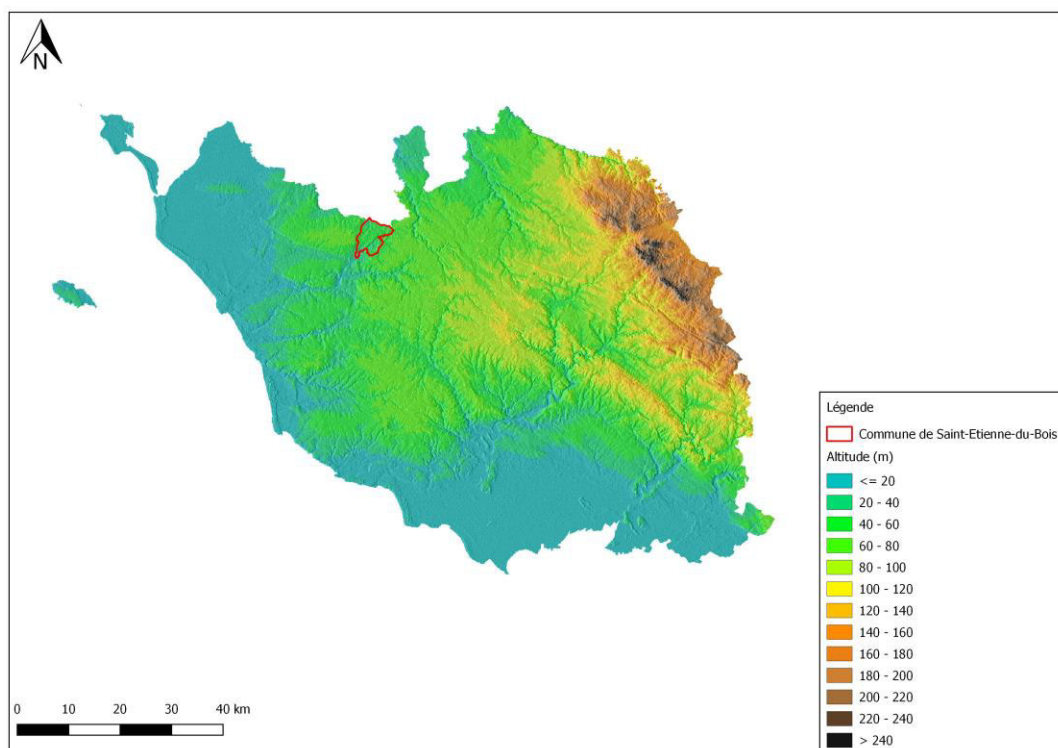 N
Légende
Commune de Saint-Etienne-du-Bois
Altitude (m)
<= 20
20 - 40
40 - 60
60 - 80
80 - 100
100 - 120
120 - 140
140 - 160
160 - 180
180 - 200
200 - 220
220 - 240
> 240
0 10 20 30 40 km